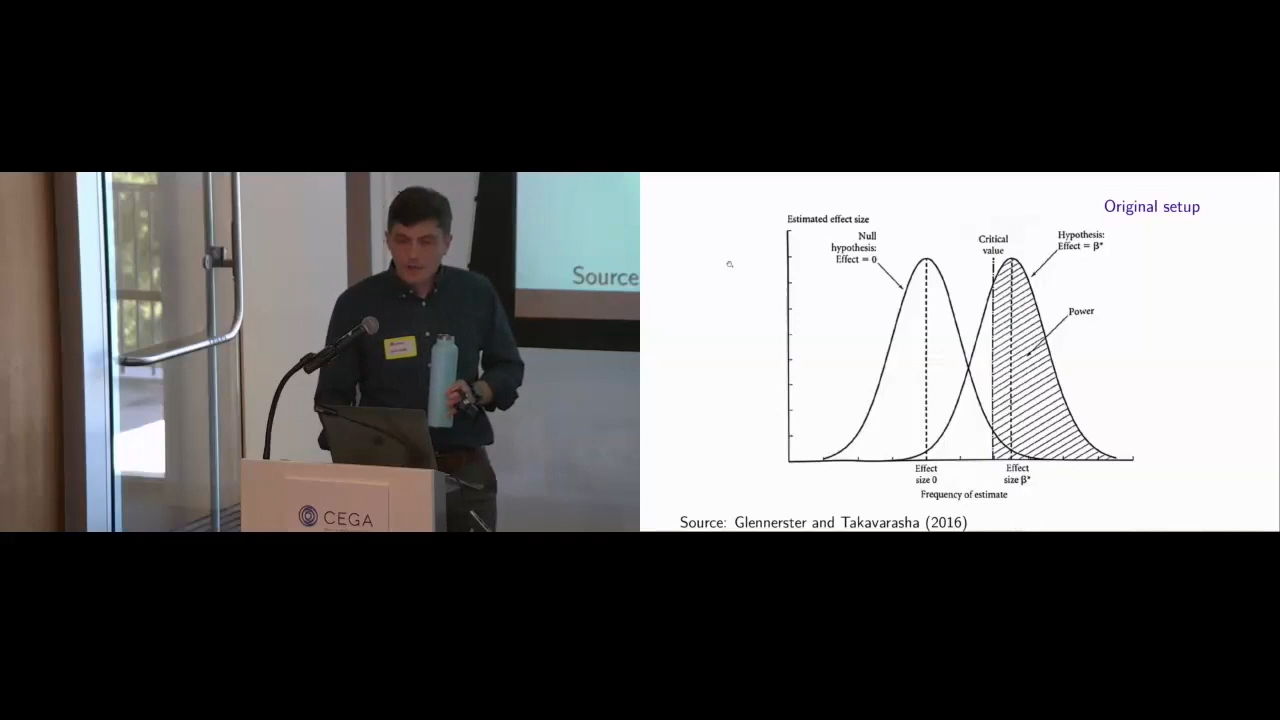 Source
CEGA
Original setup
Estimated effect size
Null
hypothesis:
Effect = 0
Critical
value
Hypothesis:
Effect = β*
Power
Effect
size 0
Effect
size β*
Frequency of estimate
Source: Glennerster and Takavarasha (2016)